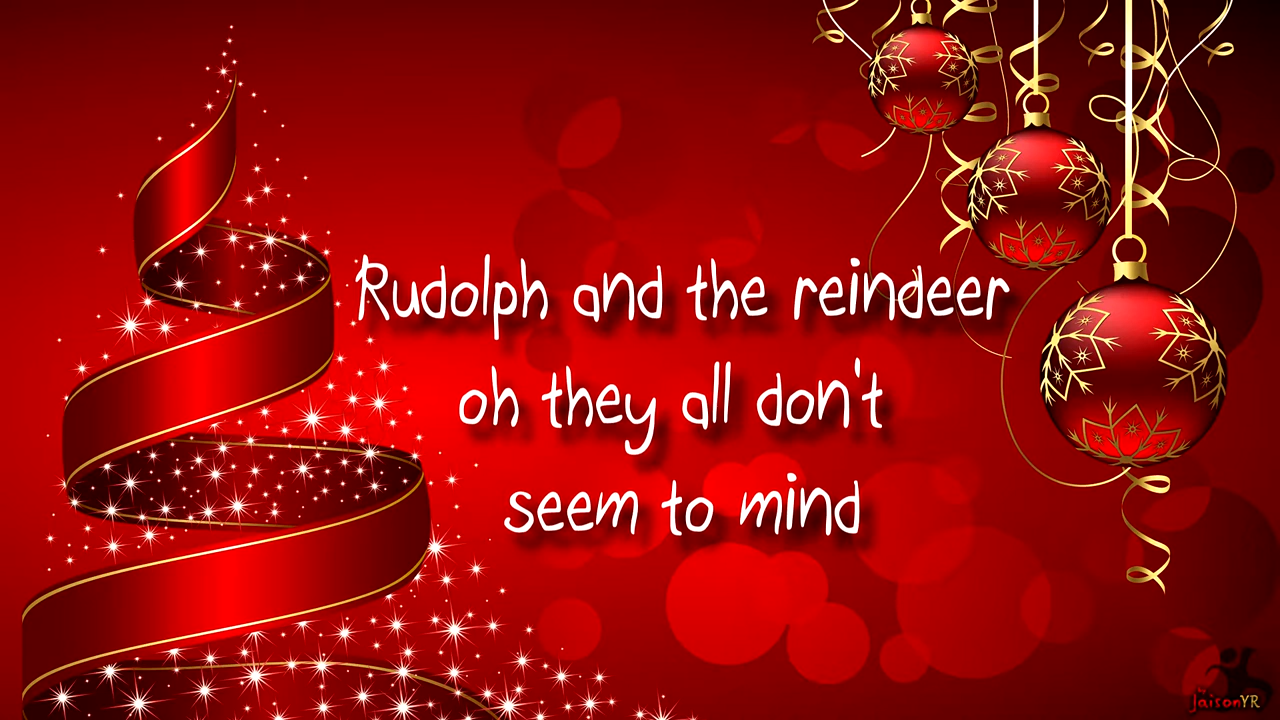 Rudolph and the reindeer
oh they all don't
seem to mind
JaisonYR